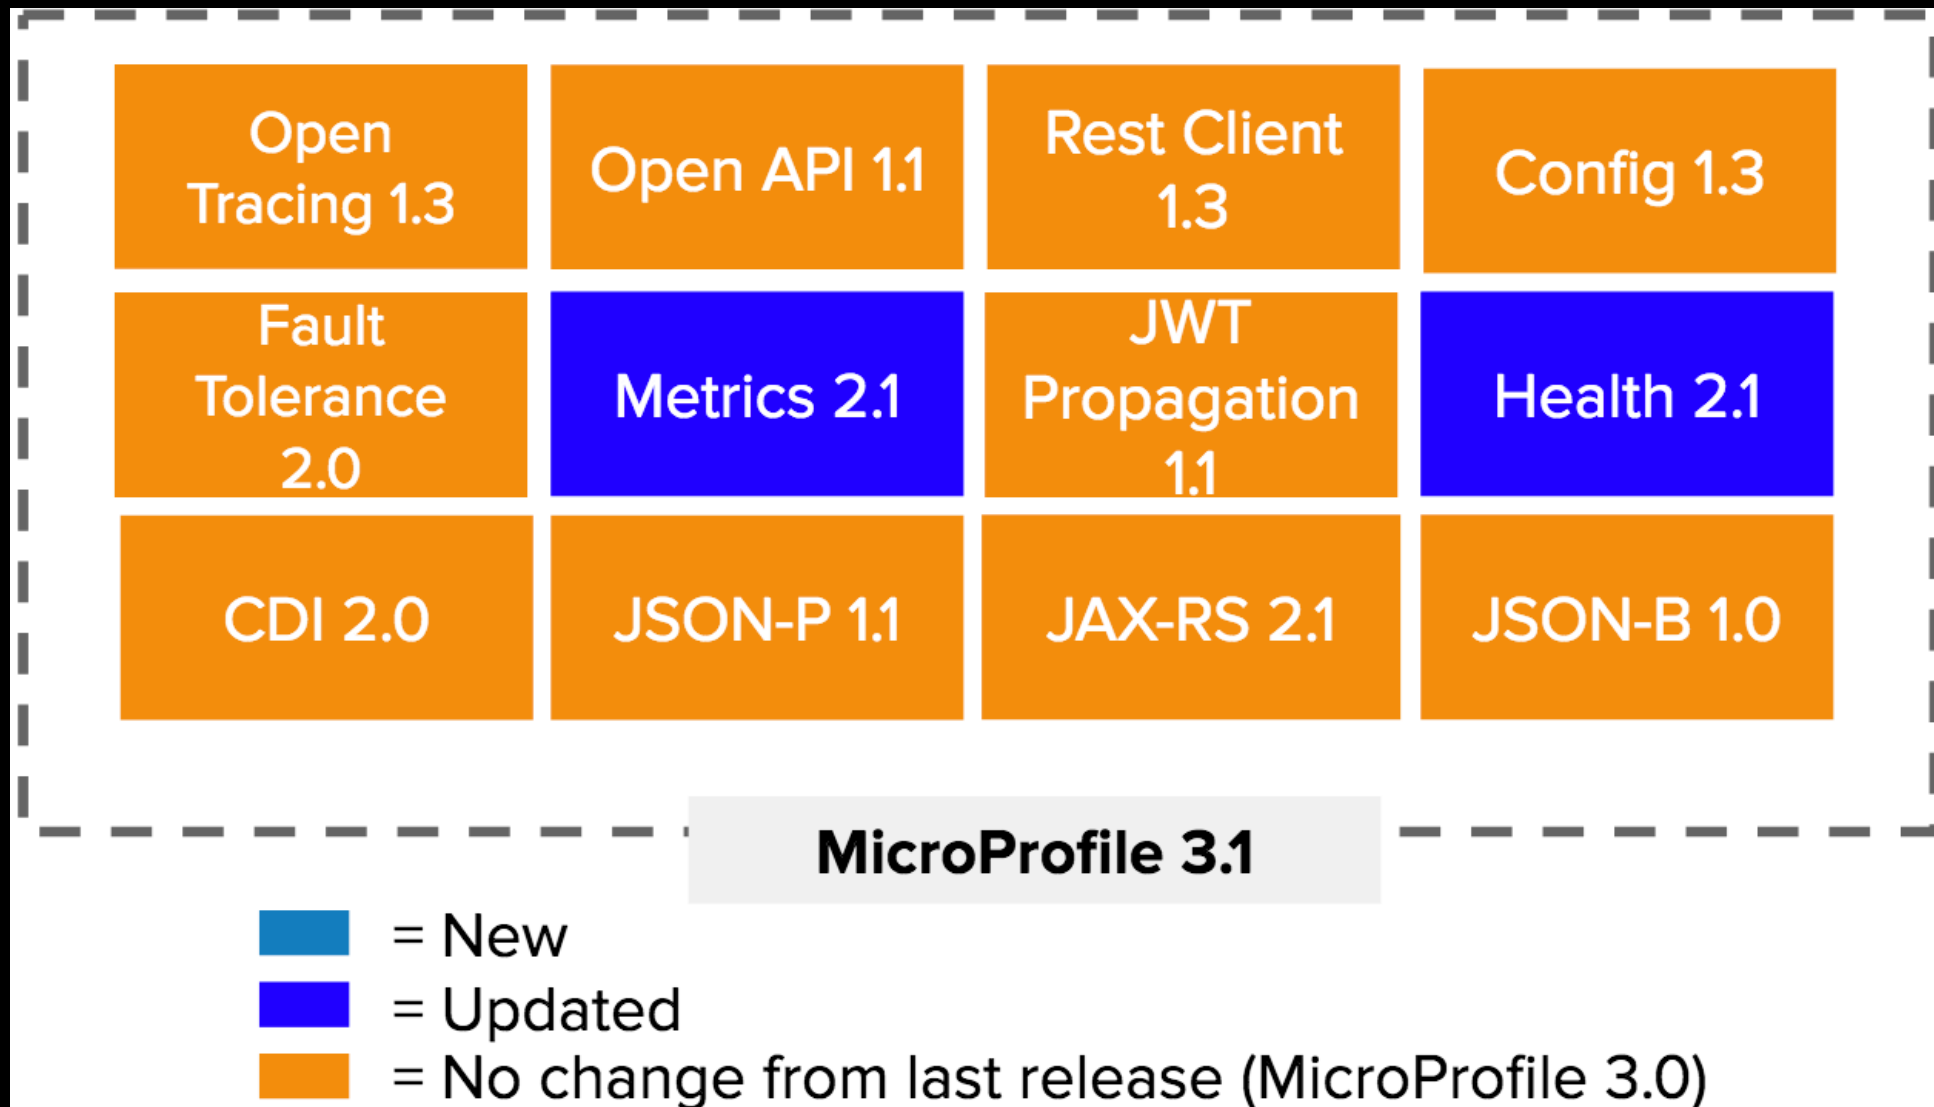 Open
Tracing 1.3
Open API 1.1
Rest Client
1.3
Config 1.3
Fault
Tolerance
2.0
Metrics 2.1
JWT
Propagation
1.1
Health 2.1
CDI 2.0
JSON-P 1.1
JAX-RS 2.1
JSON-B 1.0
MicroProfile 3.1
= New
= Updated
= No change from last release (MicroProfile 3.0)